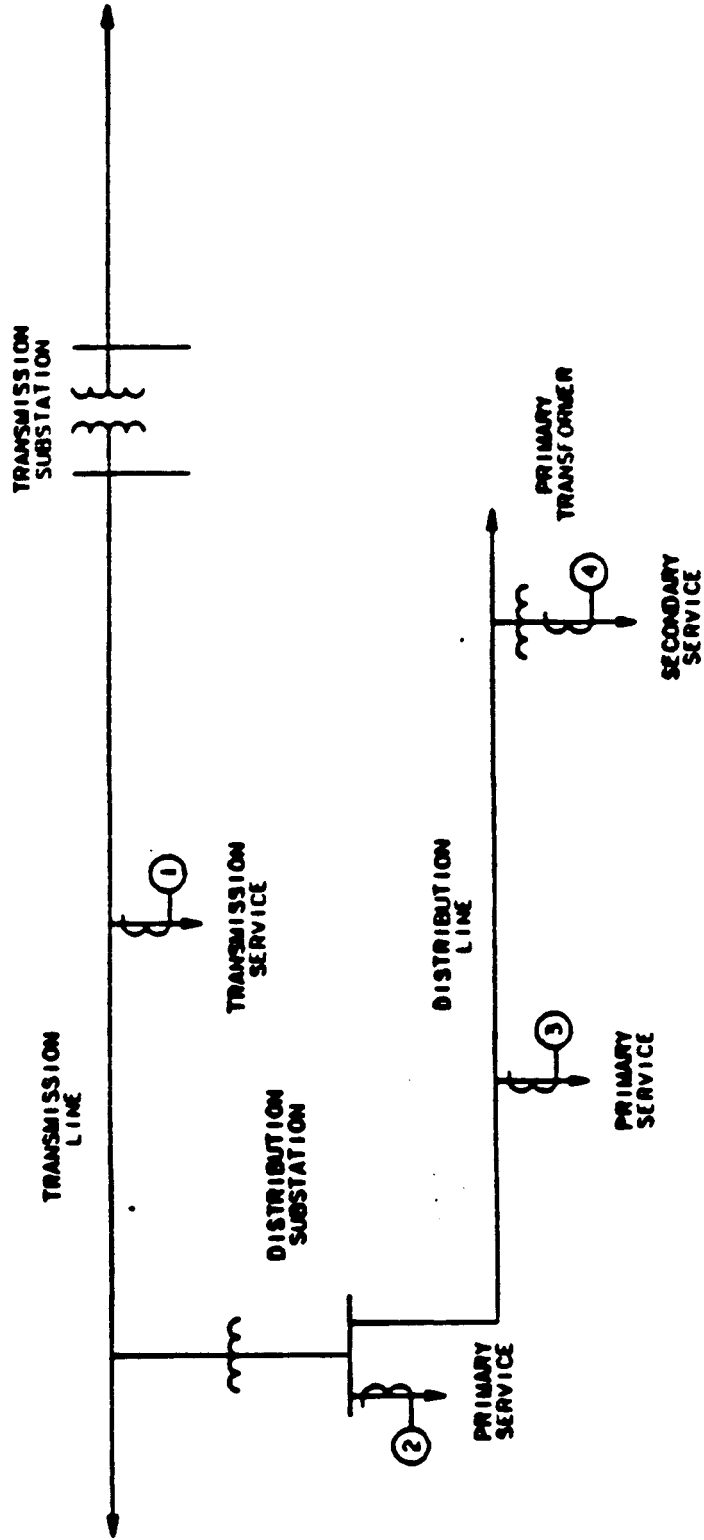 TRANSMISSION
SUBSTATION
TRANSMISSION
LINE
1
TRANSMISSION
SERVICE
DISTRIBUTION
SUBSTATION
2
PRIMARY
SERVICE
DISTRIBUTION
LINE
3
PRIMARY
SERVICE
PRIMARY
TRANSFORMER
4
SECONDARY
SERVICE